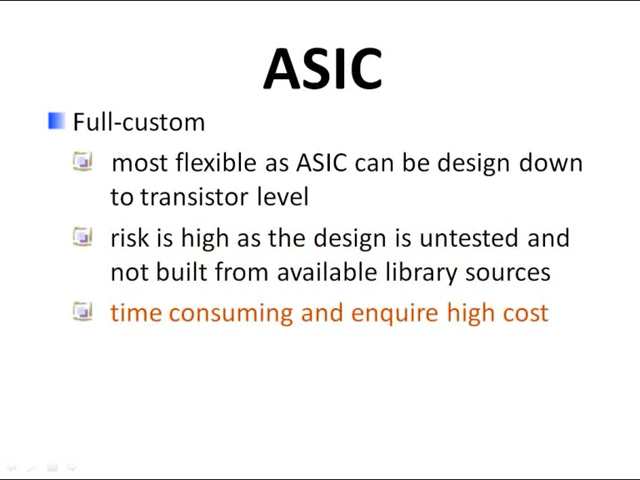 ASIC
Full-custom
most flexible as ASIC can be design down
to transistor level
risk is high as the design is untested and
not built from available library sources
time consuming and enquire high cost